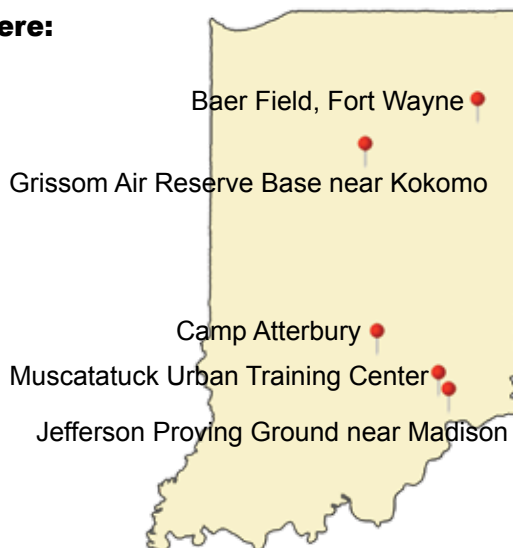 ere:
Baer Field, Fort Wayne
Grissom Air Reserve Base near Kokomo
Camp Atterbury
Muscatatuck Urban Training Center
Jefferson Proving Ground near Madison